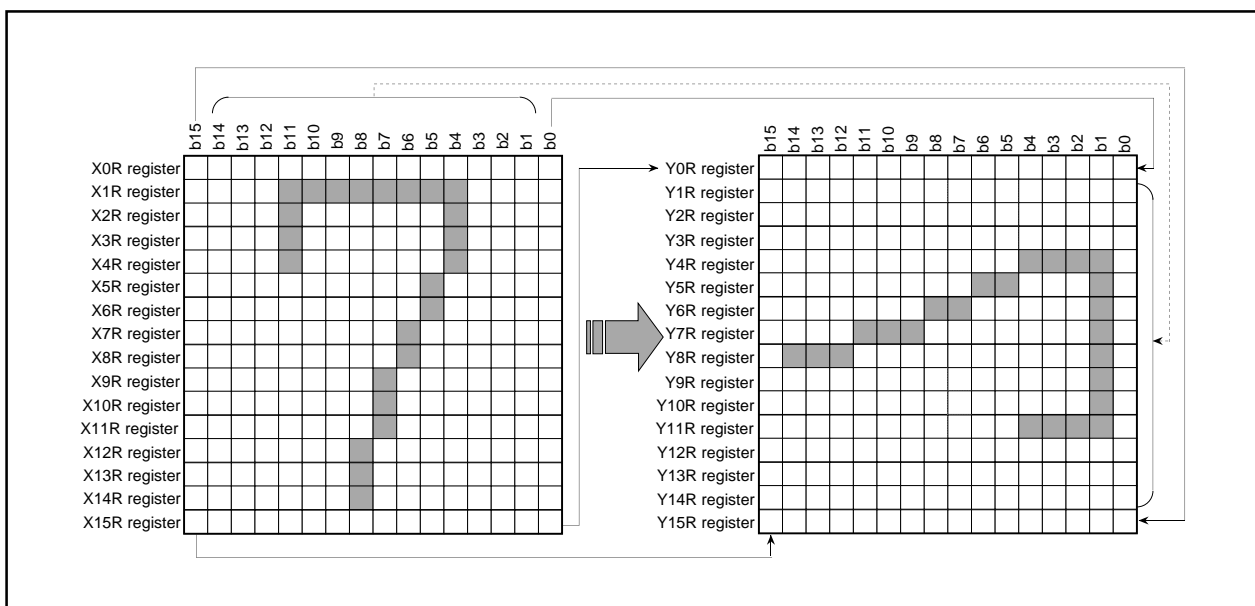 b15 b14 b13 b12 b11 b10 b9 b8 b7 b6 b5 b4 b3 b2 b1 b0
X0R register
X1R register
X2R register
X3R register
X4R register
X5R register
X6R register
X7R register
X8R register
X9R register
X10R register
X11R register
X12R register
X13R register
X14R register
X15R register
b15 b14 b13 b12 b11 b10 b9 b8 b7 b6 b5 b4 b3 b2 b1 b0
Y0R register
Y1R register
Y2R register
Y3R register
Y4R register
Y5R register
Y6R register
Y7R register
Y8R register
Y9R register
Y10R register
Y11R register
Y12R register
Y13R register
Y14R register
Y15R register